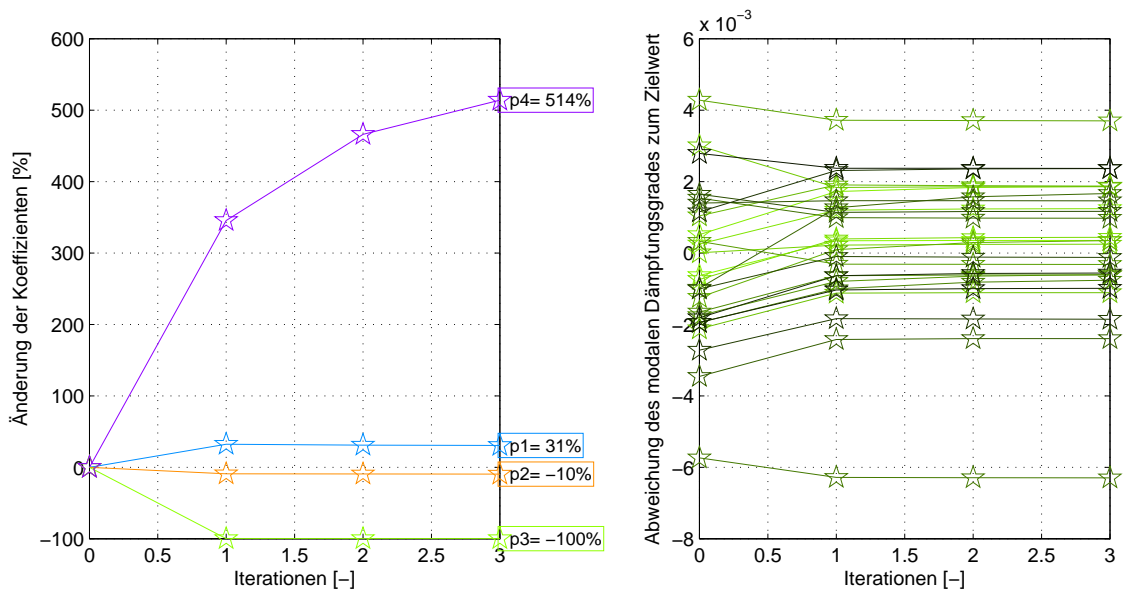 Änderung der Koeffizienten [%]
600
500
400
300
200
100
0
−100
0 0.5 1 1.5 2 2.5 3
Iterationen [−]
p4= 514%
p1= 31%
p2= −10%
p3= −100%
Abweichung des modalen Dämpfungsgrades zum Zielwert
x 10⁻³
6
4
2
0
−2
−4
−6
−8
0 0.5 1 1.5 2 2.5 3
Iterationen [−]